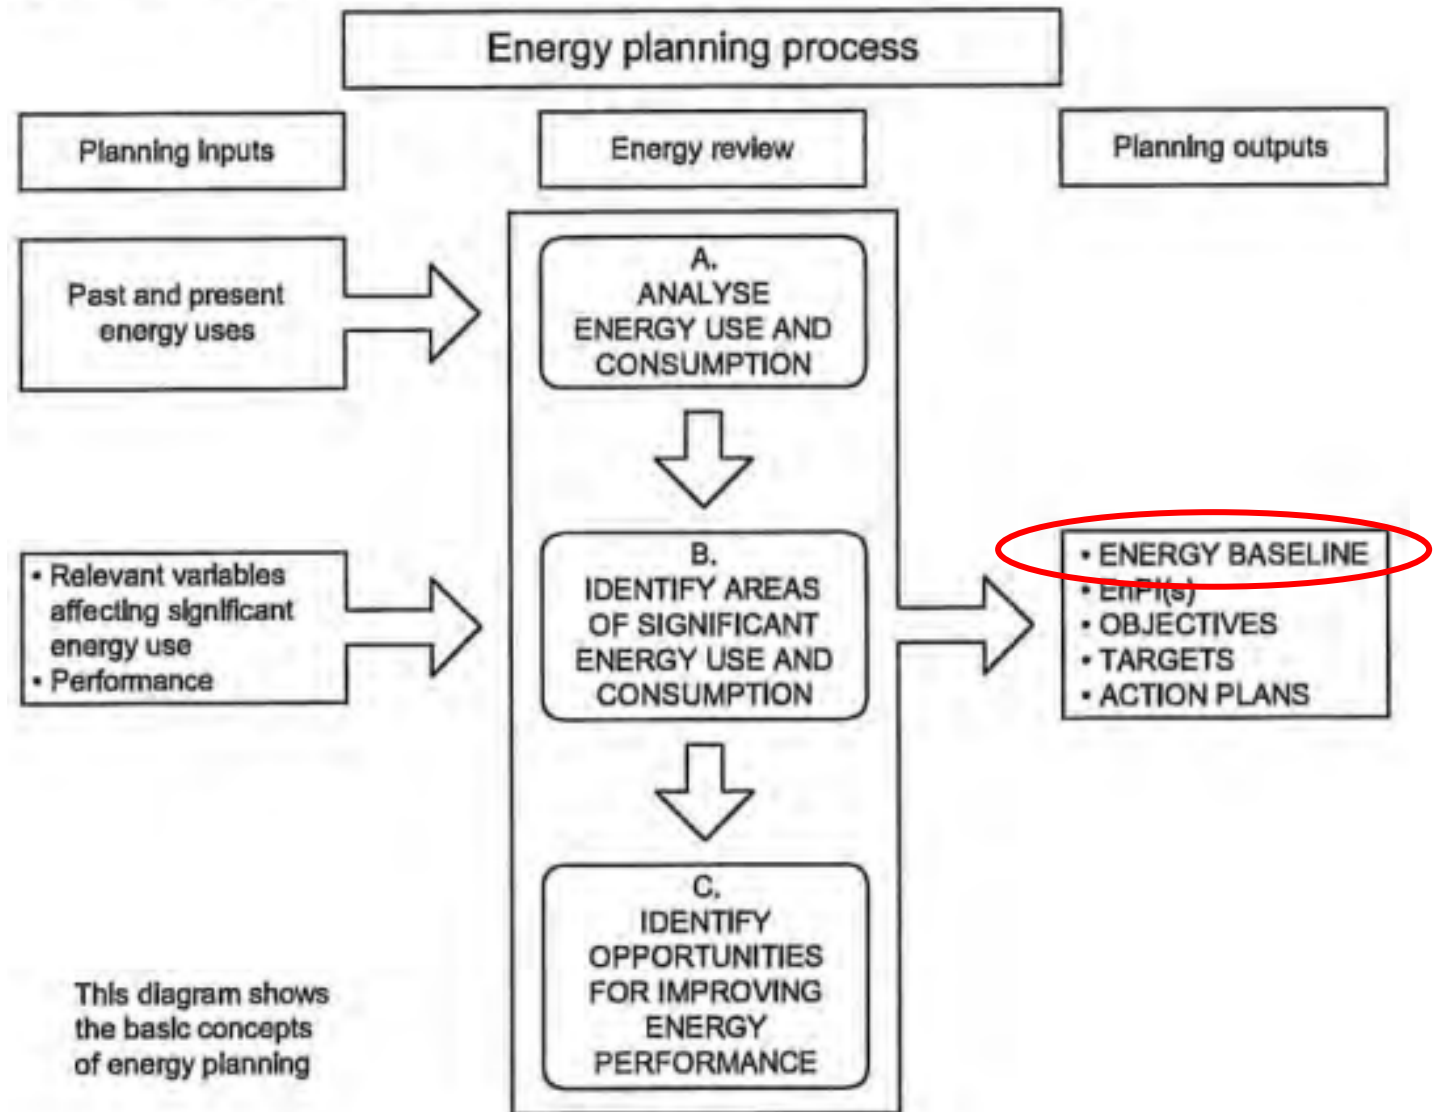 Energy planning process
Planning inputs
Energy review
Planning outputs
Past and present
energy uses
A.
ANALYSE
ENERGY USE AND
CONSUMPTION
• Relevant variables
affecting significant
energy use
• Performance
B.
IDENTIFY AREAS
OF SIGNIFICANT
ENERGY USE AND
CONSUMPTION
• ENERGY BASELINE
• EnPI(s)
• OBJECTIVES
• TARGETS
• ACTION PLANS
C.
IDENTIFY
OPPORTUNITIES
FOR IMPROVING
ENERGY
PERFORMANCE
This diagram shows
the basic concepts
of energy planning